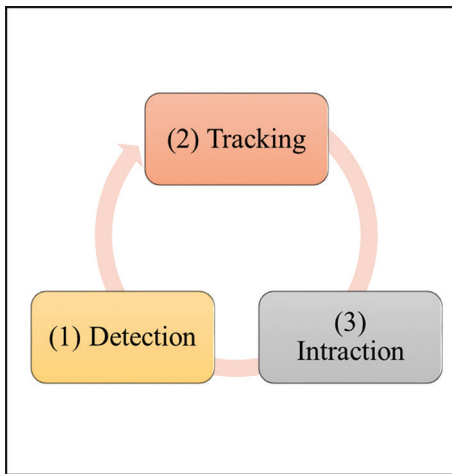 (2) Tracking
(1) Detection
(3)
Intraction